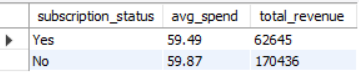 subscription_status avg_spend total_revenue
Yes 59.49 62645
No 59.87 170436